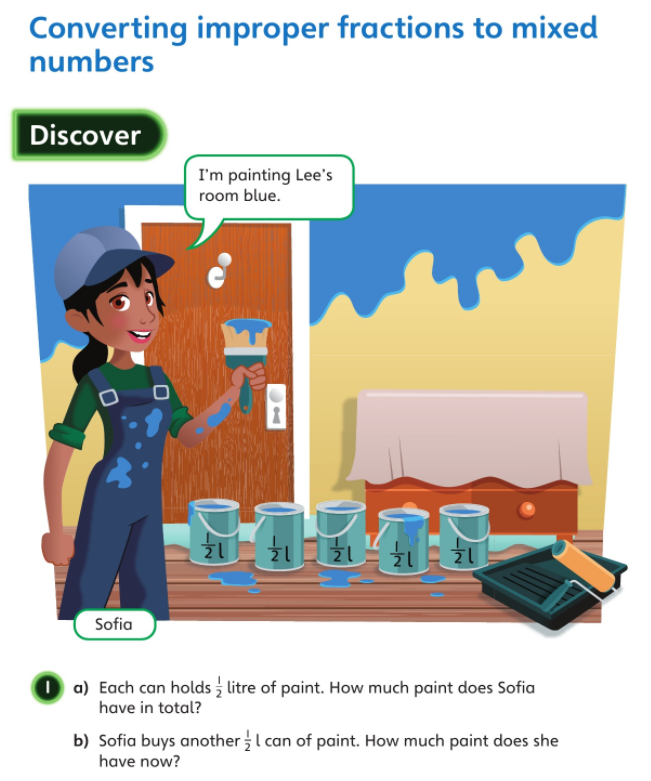 Converting improper fractions to mixed
numbers
Discover
I'm painting Lee's
room blue.
1/2 l
1/2 l
1/2 l
1/2 l
1/2 l
Sofia
1 a) Each can holds 1/2 litre of paint. How much paint does Sofia
have in total?
b) Sofia buys another 1/2 l can of paint. How much paint does she
have now?